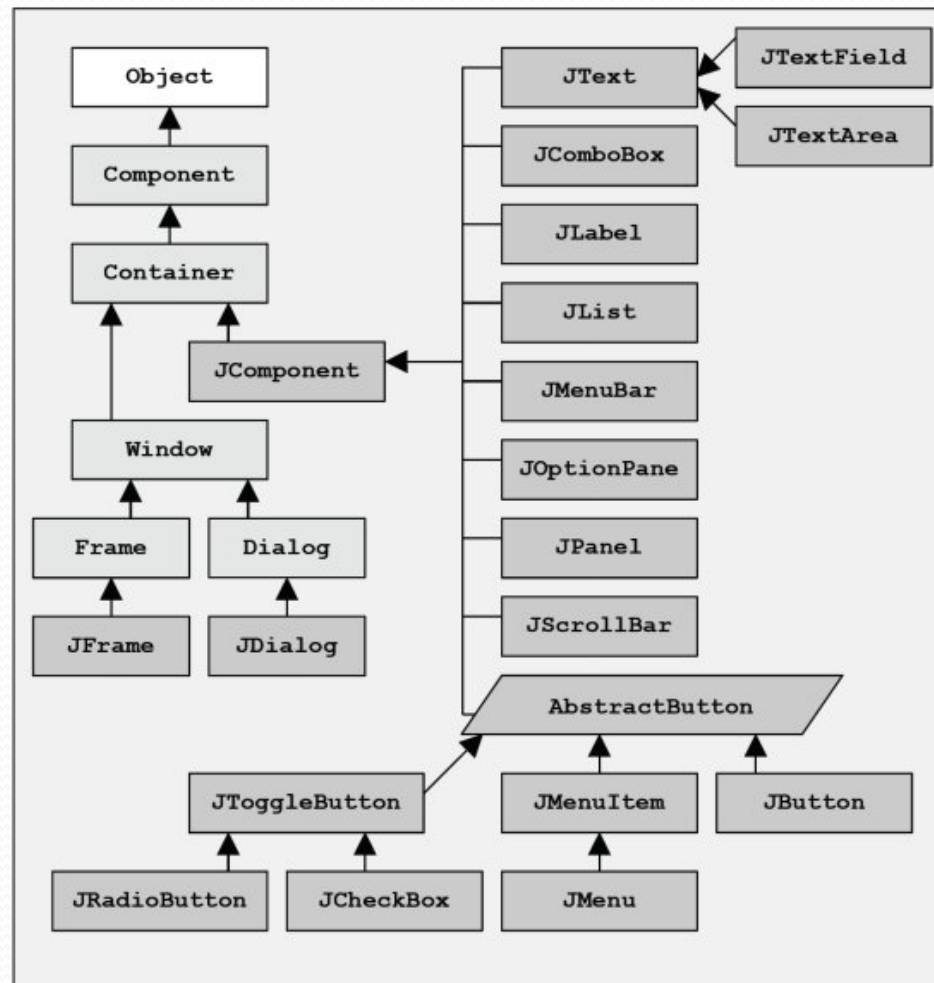 Object
Component
Container
JComponent
Window
Frame
Dialog
JFrame
JDialog
JText
JTextField
JTextArea
JComboBox
JLabel
JList
JMenuBar
JOptionPane
JPanel
JScrollBar
AbstractButton
JToggleButton
JMenuItem
JButton
JRadioButton
JCheckBox
JMenu